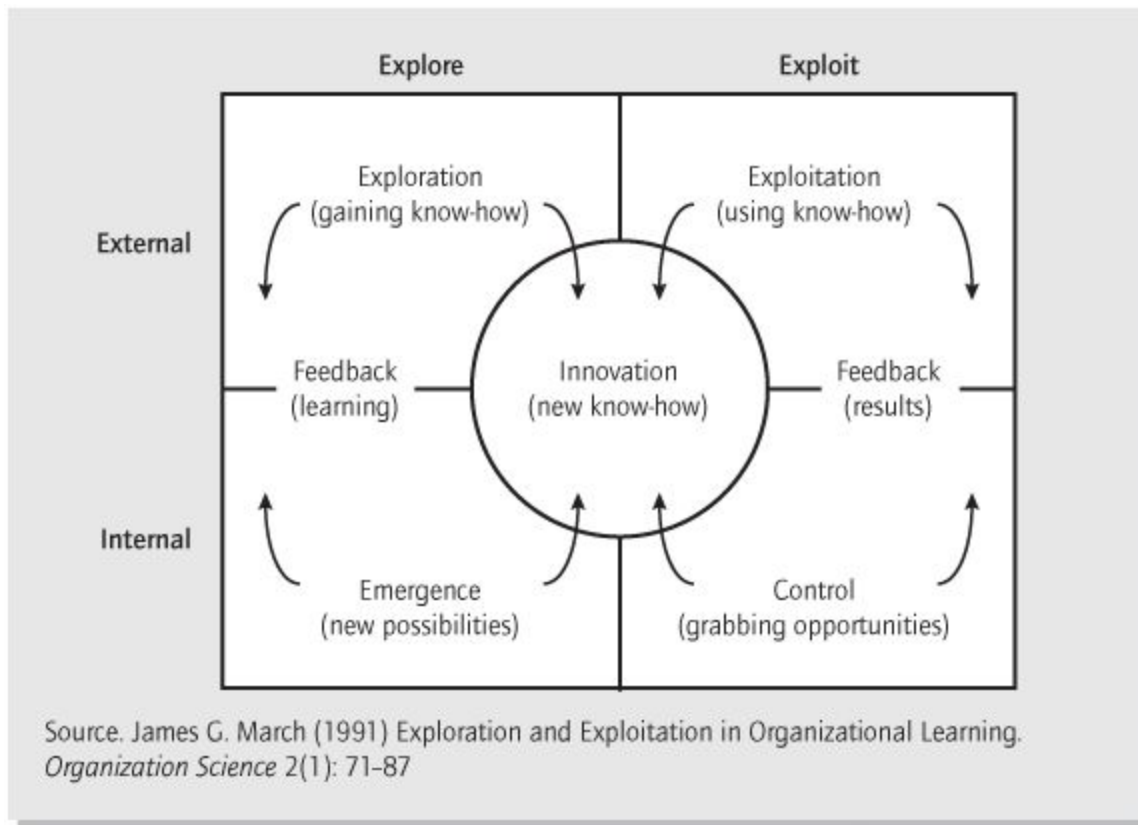 Explore
Exploit
External
Exploration
(gaining know-how)
Exploitation
(using know-how)
Feedback
(learning)
Innovation
(new know-how)
Feedback
(results)
Internal
Emergence
(new possibilities)
Control
(grabbing opportunities)
Source. James G. March (1991) Exploration and Exploitation in Organizational Learning.
Organization Science 2(1): 71–87